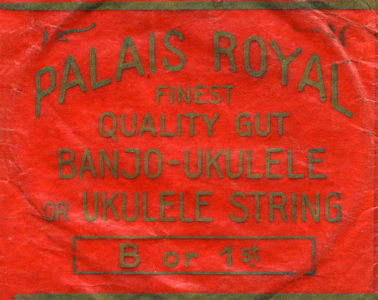 PALAIS ROYAL
FINEST
QUALITY GUT
BANJO-UKULELE
OR UKULELE STRING
B or 1st